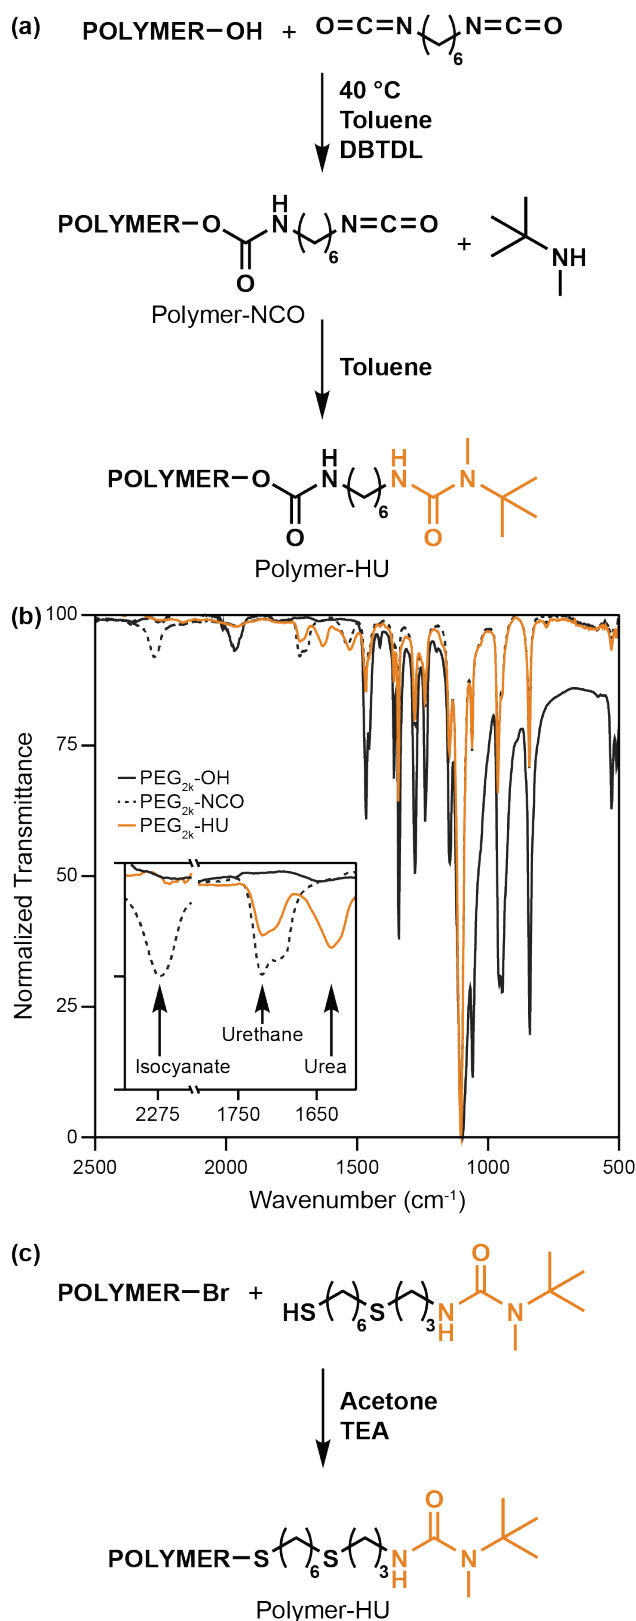 (a)
POLYMER–OH + O=C=N ( )6 N=C=O
40 °C
Toluene
DBTDL
POLYMER–O H N ( )6 N=C=O + NH
O
Polymer-NCO
Toluene
POLYMER–O H N ( )6 H N N
O O
Polymer-HU
(b)
100
75
50
25
0
Normalized Transmittance
PEG2k-OH
PEG2k-NCO
PEG2k-HU
Isocyanate
Urethane
Urea
2275 1750 1650
2500 2000 1500 1000 500
Wavenumber (cm-1)
(c)
O
POLYMER–Br + HS ( )6 S ( )3 N H N
Acetone
TEA
O
POLYMER–S ( )6 S ( )3 N H N
Polymer-HU